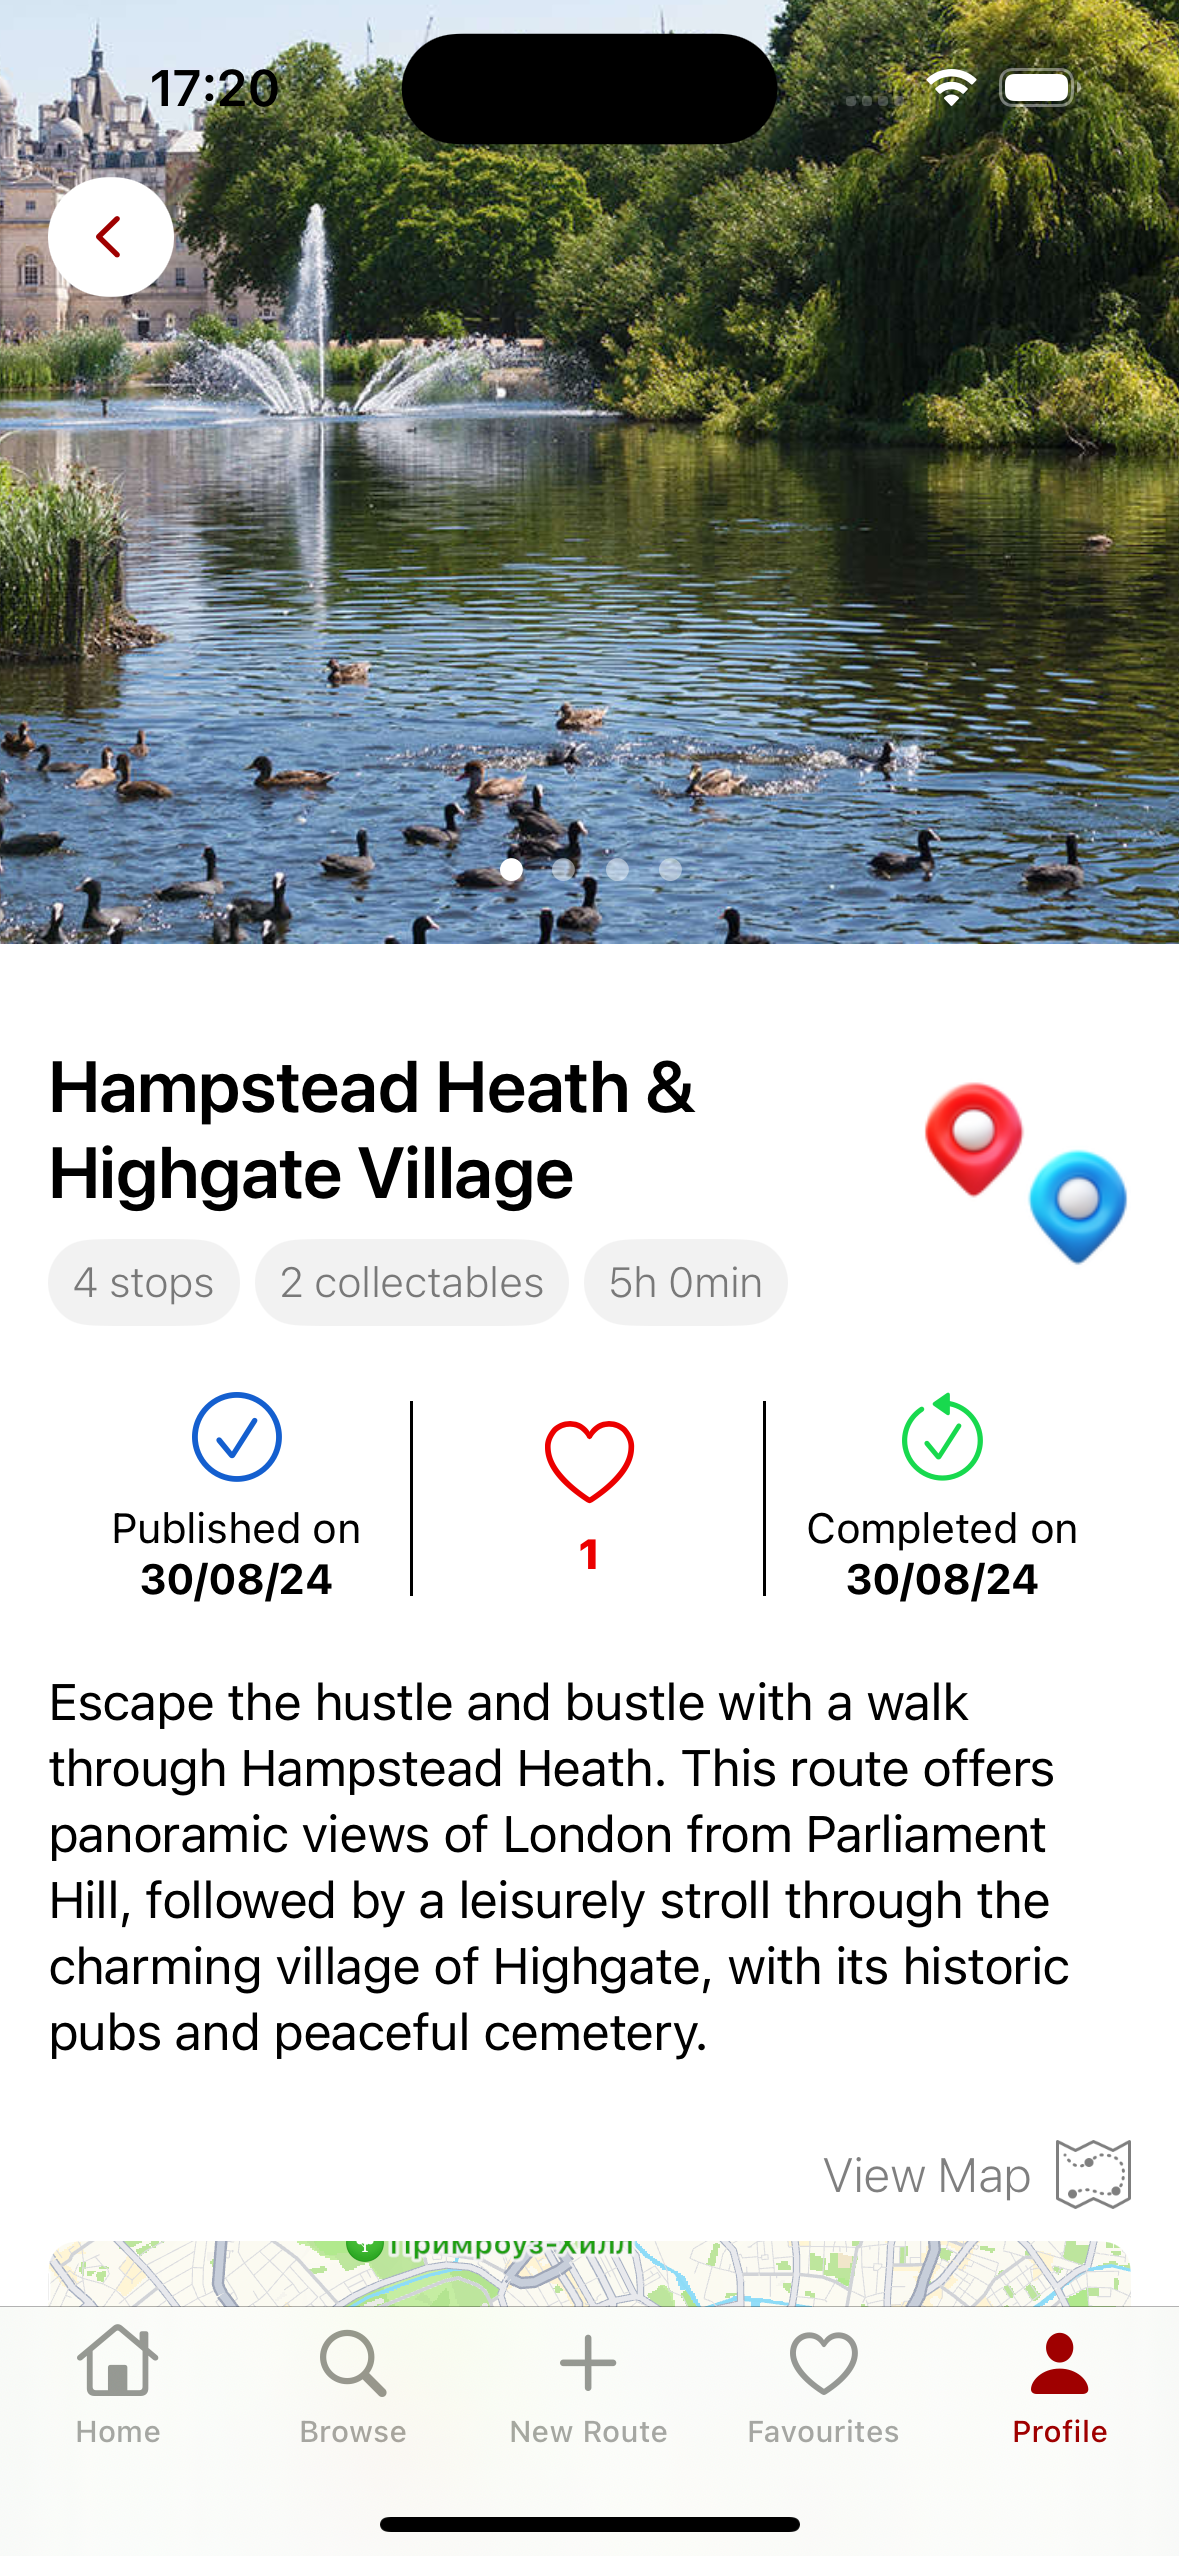 17:20
Hampstead Heath &
Highgate Village
4 stops
2 collectables
5h 0min
Published on
30/08/24
1
Completed on
30/08/24
Escape the hustle and bustle with a walk
through Hampstead Heath. This route offers
panoramic views of London from Parliament
Hill, followed by a leisurely stroll through the
charming village of Highgate, with its historic
pubs and peaceful cemetery.
View Map
Примроуз-Хилл
Home
Browse
New Route
Favourites
Profile